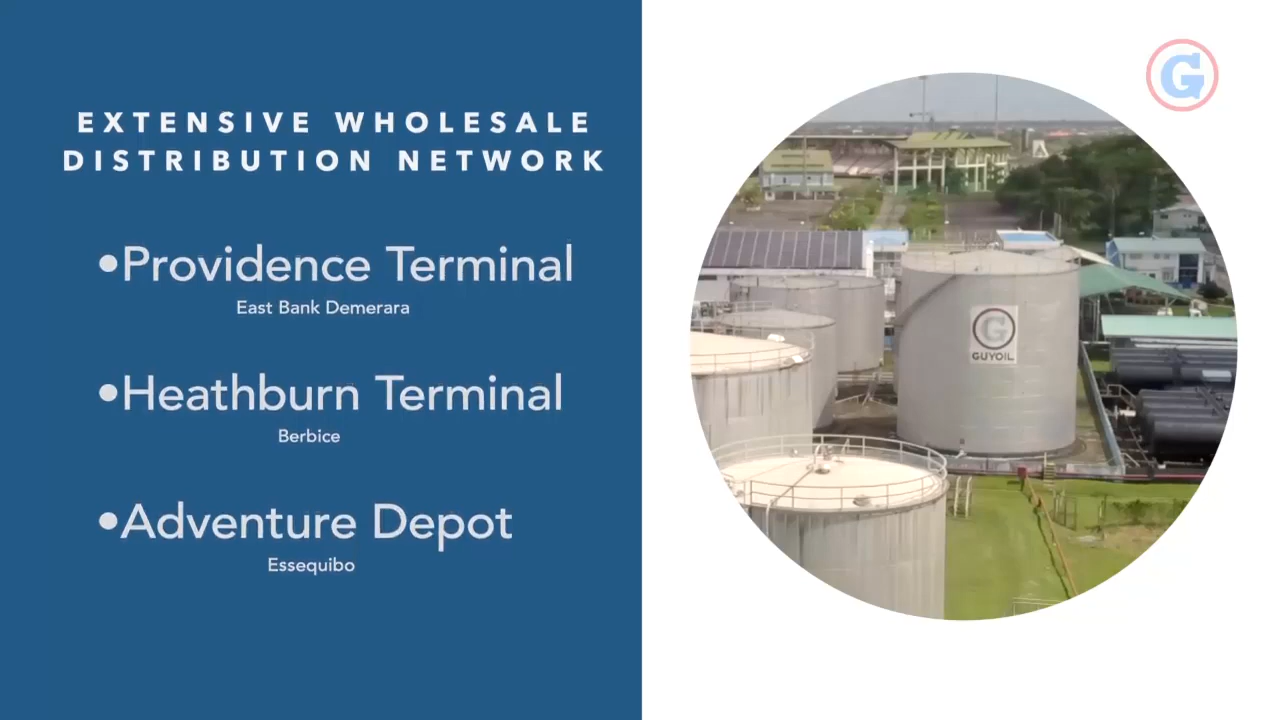 EXTENSIVE WHOLESALE
DISTRIBUTION NETWORK
•Providence Terminal
East Bank Demerara
•Heathburn Terminal
Berbice
•Adventure Depot
Essequibo
G
G
GUYOIL